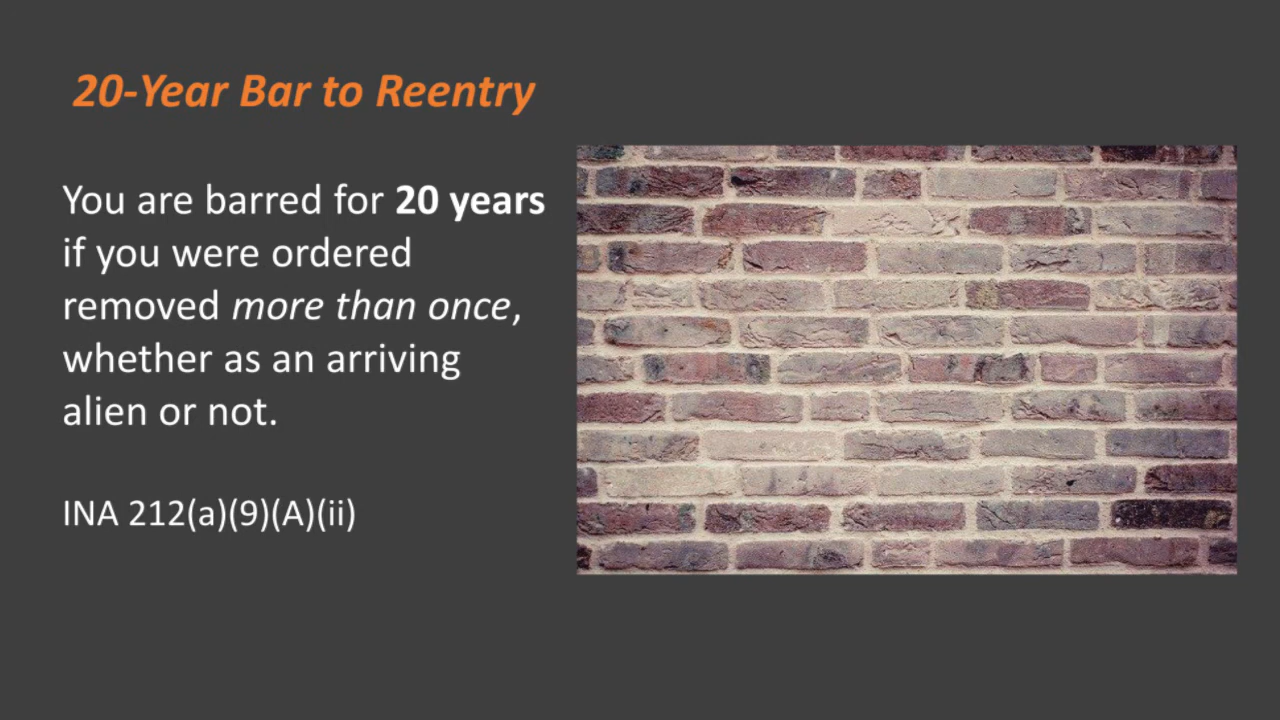 20-Year Bar to Reentry
You are barred for 20 years
if you were ordered
removed more than once,
whether as an arriving
alien or not.
INA 212(a)(9)(A)(ii)